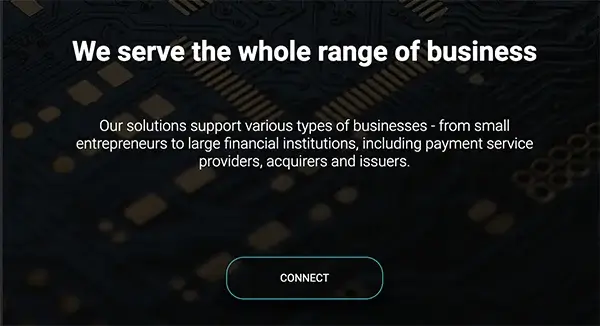 We serve the whole range of business
Our solutions support various types of businesses - from small
entrepreneurs to large financial institutions, including payment service
providers, acquirers and issuers.
CONNECT